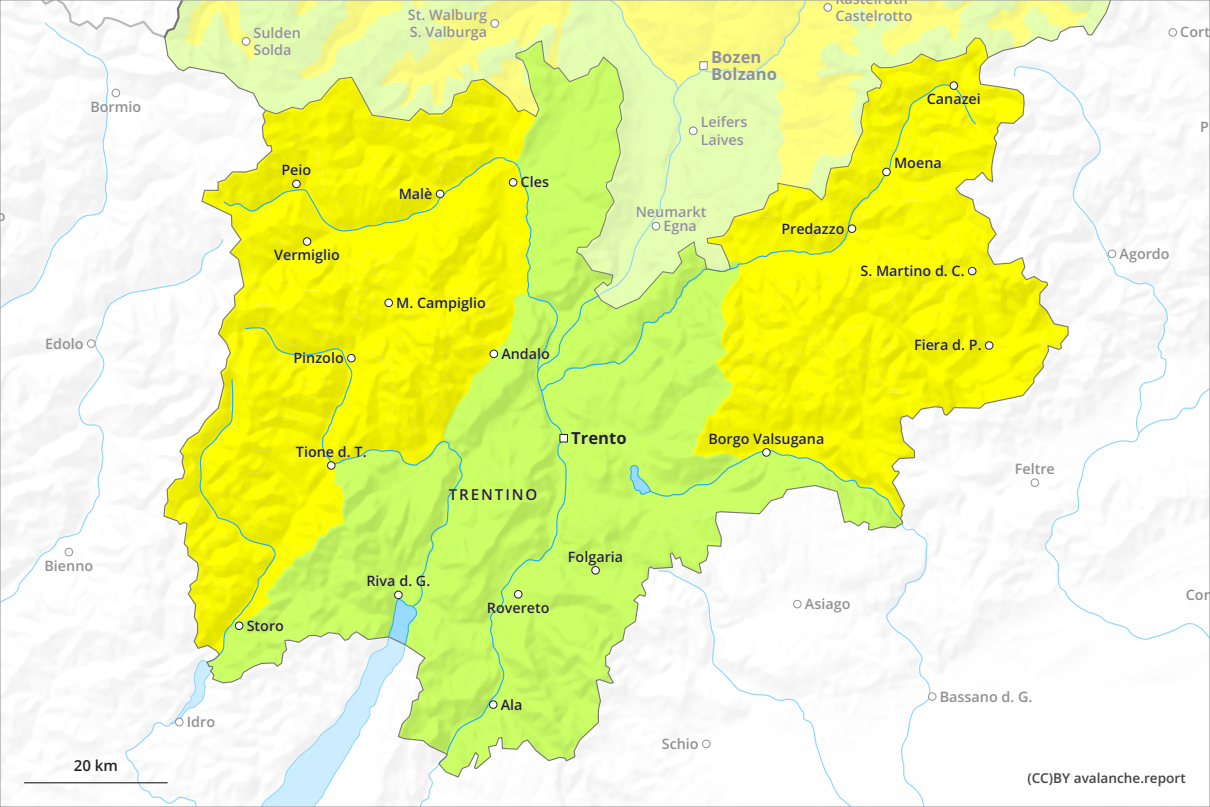 St. Walburg
S. Valburga
Kastelruth
Castelrotto
Sulden
Solda
Cort
Bozen
Bolzano
Bormio
Canazei
Leifers
Laives
P
Peio
Moena
Malè
Cles
Neumarkt
Egna
Predazzo
Vermiglio
Agordo
S. Martino d. C.
M. Campiglio
Edolo
Fiera d. P.
Pinzolo
Andalo
Trento
Borgo Valsugana
Tione d. T.
Feltre
TRENTINO
Folgaria
Bienno
Riva d. G.
Cor
Rovereto
Asiago
Storo
Bassano d. G.
Ala
Idro
Schio
20 km
(CC)BY avalanche.report